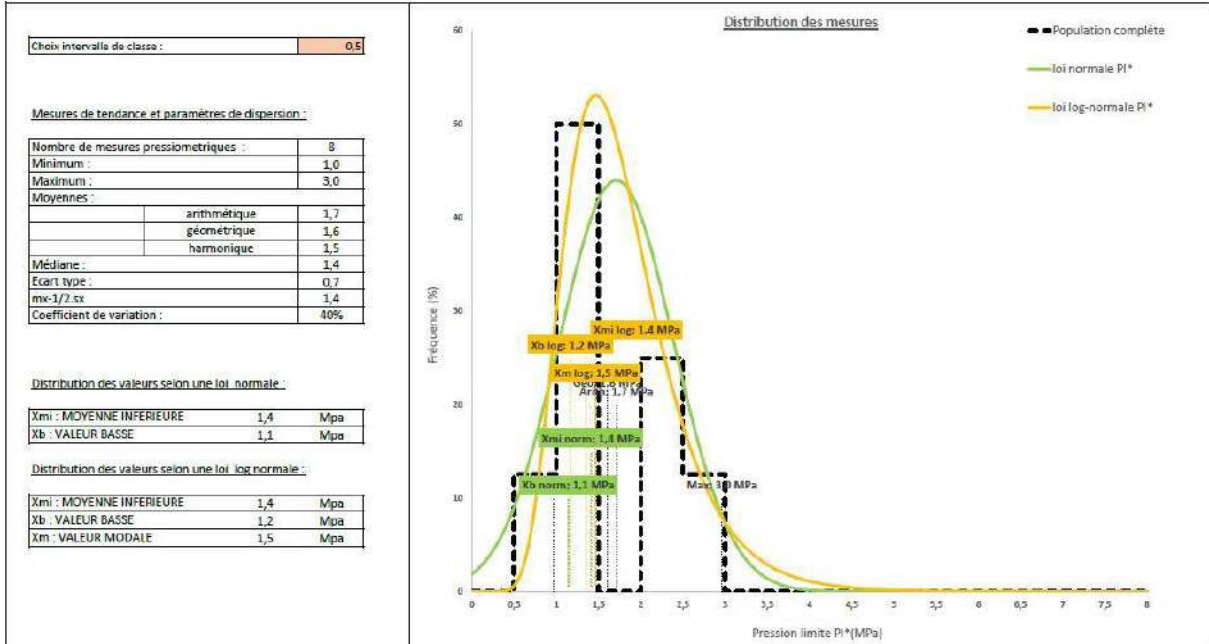 Choix intervalle de classe : 0,5
Mesures de tendance et paramètres de dispersion :
Nombre de mesures pressiometriques : 8
Minimum : 1,0
Maximum : 3,0
Moyennes :
arithmétique 1,7
géométrique 1,6
harmonique 1,5
Médiane : 1,4
Ecart type : 0,7
mx-1/2.sx 1,4
Coefficient de variation : 40%
Distribution des valeurs selon une loi normale :
Xmi : MOYENNE INFERIEURE 1,4 Mpa
Xb : VALEUR BASSE 1,1 Mpa
Distribution des valeurs selon une loi log normale :
Xmi : MOYENNE INFERIEURE 1,4 Mpa
Xb : VALEUR BASSE 1,2 Mpa
Xm : VALEUR MODALE 1,5 Mpa
Distribution des mesures
Population complète
loi normale Pl*
loi log-normale Pl*
Fréquence (%)
60
50
40
30
20
10
0
Xmi log; 1.4 MPa
Xb log; 1.2 MPa
Xm log; 1,5 MPa
Geo; 1.6 MPa
Arith; 1.7 MPa
Xmi norm; 1,4 MPa
Xb norm; 1,1 MPa
Max; 3.0 MPa
0 0,5 1 1,5 2 2,5 3 3,5 4 4,5 5 5,5 6 6,5 7 7,5 8
Pression limite Pl*(MPa)